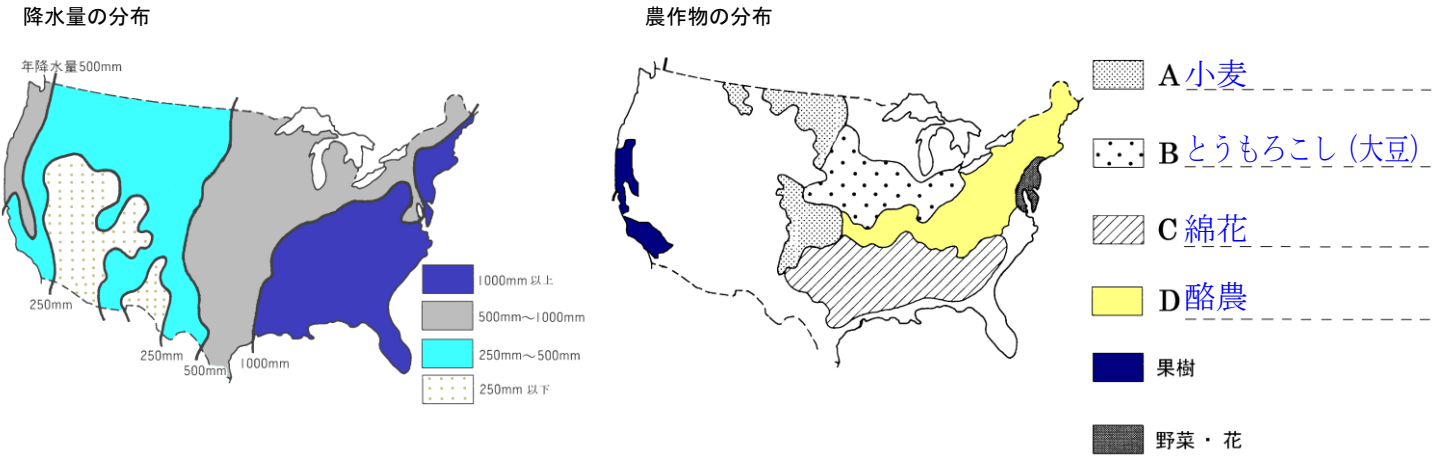 降水量の分布
農作物の分布
年降水量500mm
250mm
250mm
500mm
1000mm
1000mm 以上
500mm～1000mm
250mm～500mm
250mm 以下
A 小麦
B とうもろこし（大豆）
C 綿花
D 酪農
果樹
野菜・花